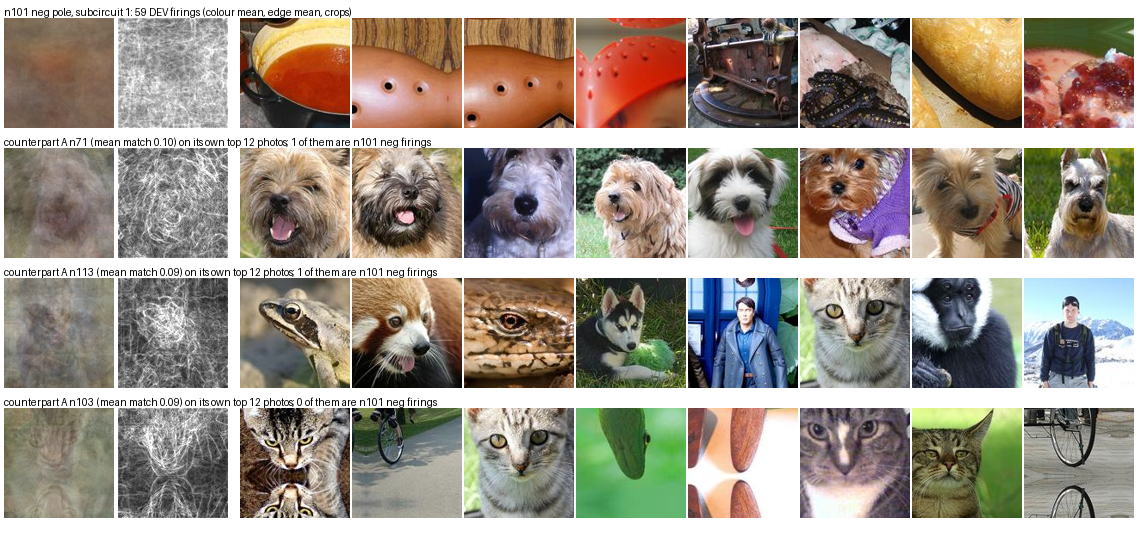 n101 neg pole, subcircuit 1: 59 DEV firings (colour mean, edge mean, crops)
counterpart A n71 (mean match 0.10) on its own top 12 photos; 1 of them are n101 neg firings
counterpart A n113 (mean match 0.09) on its own top 12 photos; 1 of them are n101 neg firings
counterpart A n103 (mean match 0.09) on its own top 12 photos; 0 of them are n101 neg firings